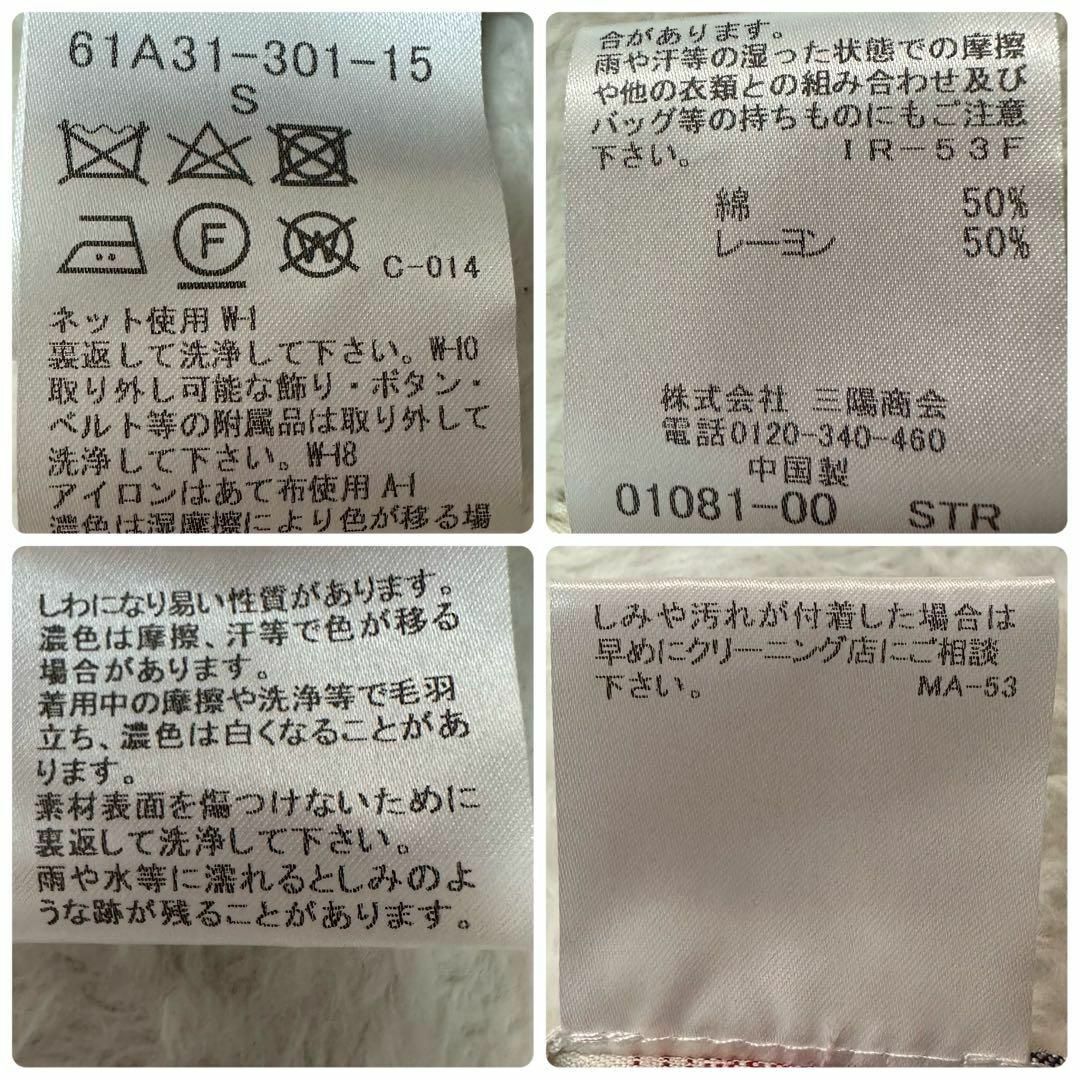 61A31-301-15
S
F
W
C-014
ネット使用 W-1
裏返して洗浄して下さい。W-10
取り外し可能な飾り・ボタン・
ベルト等の附属品は取り外して
洗浄して下さい。W-18
アイロンはあて布使用 A-1
濃色は湿摩擦により色が移る場
合があります。
雨や汗等の湿った状態での摩擦
や他の衣類との組み合わせ及び
バッグ等の持ちものにもご注意
下さい。 IR-53F
綿 50%
レーヨン 50%
株式会社 三陽商会
電話0120-340-460
中国製
01081-00 STR
しわになり易い性質があります。
濃色は摩擦、汗等で色が移る
場合があります。
着用中の摩擦や洗浄等で毛羽
立ち、濃色は白くなることがあ
ります。
素材表面を傷つけないために
裏返して洗浄して下さい。
雨や水等に濡れるとしみのよ
うな跡が残ることがあります。
しみや汚れが付着した場合は
早めにクリーニング店にご相談
下さい。 MA-53